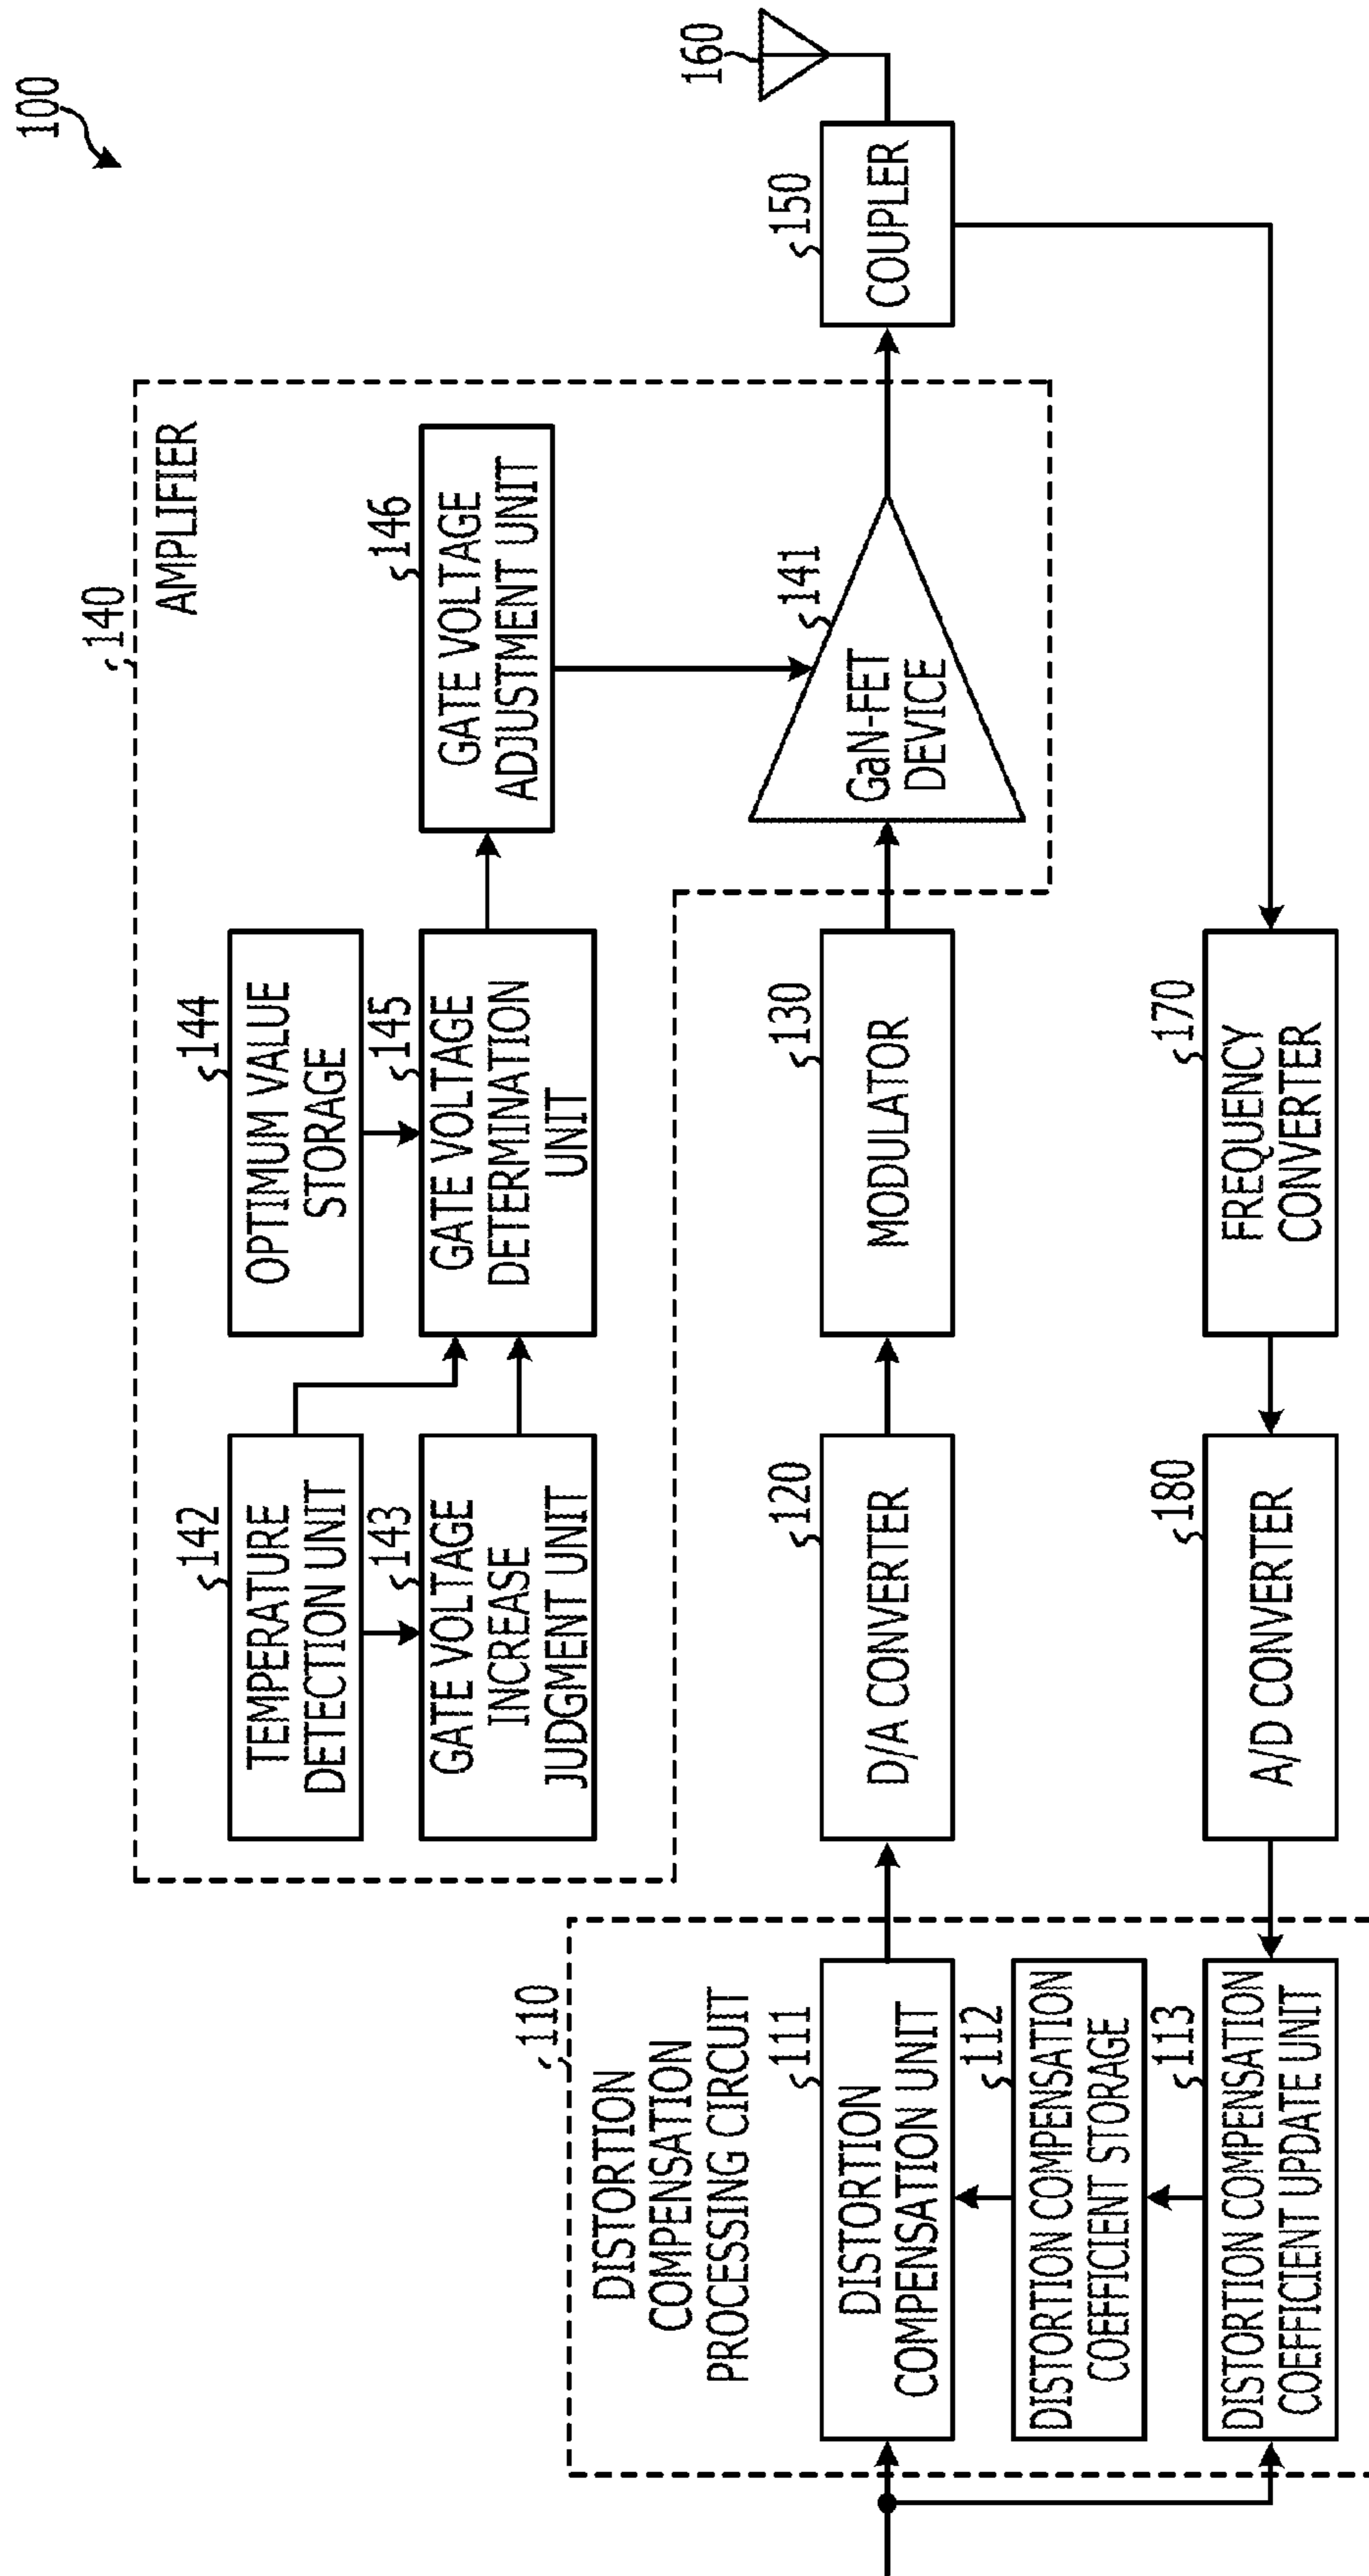 100
140
AMPLIFIER
142
TEMPERATURE
DETECTION UNIT
144
OPTIMUM VALUE
STORAGE
143
GATE VOLTAGE
INCREASE
JUDGMENT UNIT
145
GATE VOLTAGE
DETERMINATION
UNIT
146
GATE VOLTAGE
ADJUSTMENT UNIT
110
DISTORTION
COMPENSATION
PROCESSING CIRCUIT
111
DISTORTION
COMPENSATION UNIT
120
D/A CONVERTER
130
MODULATOR
141
GaN-FET
DEVICE
150
COUPLER
160
112
DISTORTION COMPENSATION
COEFFICIENT STORAGE
113
DISTORTION COMPENSATION
COEFFICIENT UPDATE UNIT
180
A/D CONVERTER
170
FREQUENCY
CONVERTER